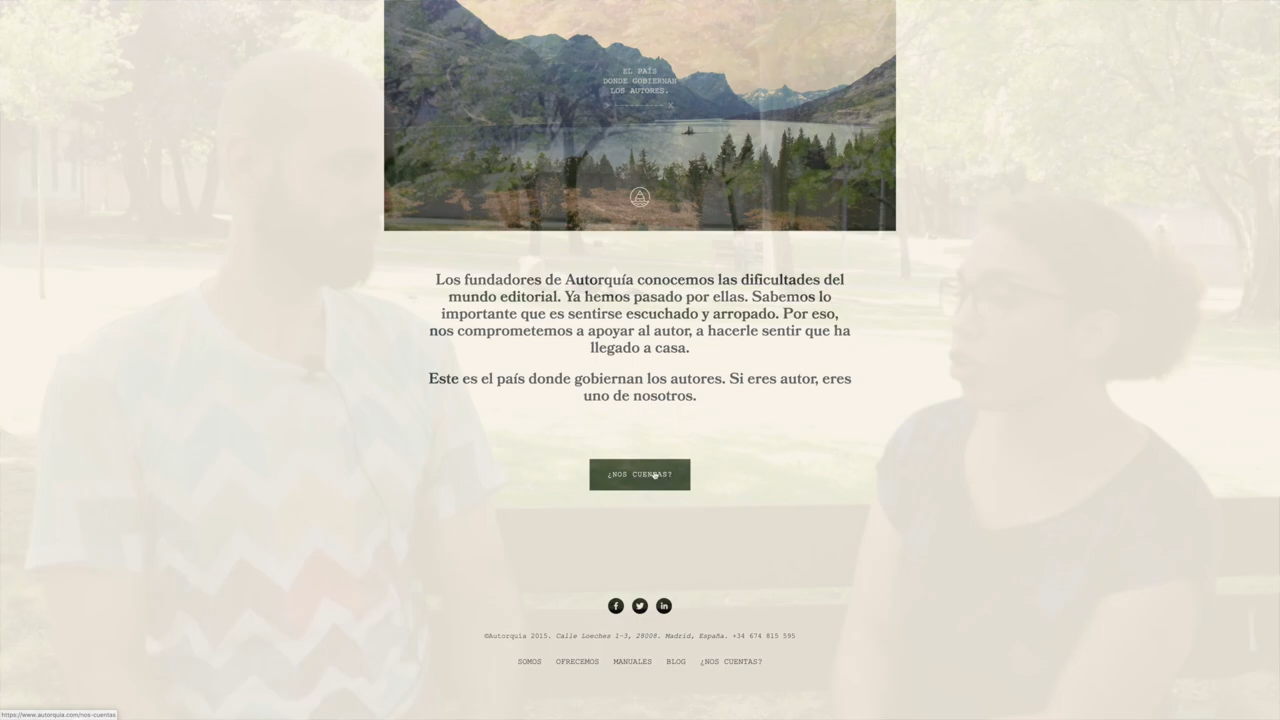 EL PAÍS
DONDE GOBIERNAN
LOS AUTORES.
Los fundadores de Autorquía conocemos las dificultades del
mundo editorial. Ya hemos pasado por ellas. Sabemos lo
importante que es sentirse escuchado y arropado. Por eso,
nos comprometemos a apoyar al autor, a hacerle sentir que ha
llegado a casa.
Este es el país donde gobiernan los autores. Si eres autor, eres
uno de nosotros.
¿NOS CUENTAS?
©Autorquía 2015. Calle Loeches 1-3, 28008. Madrid, España. +34 674 815 595
SOMOS OFRECEMOS MANUALES BLOG ¿NOS CUENTAS?
https://www.autorquia.com/nos-cuentas